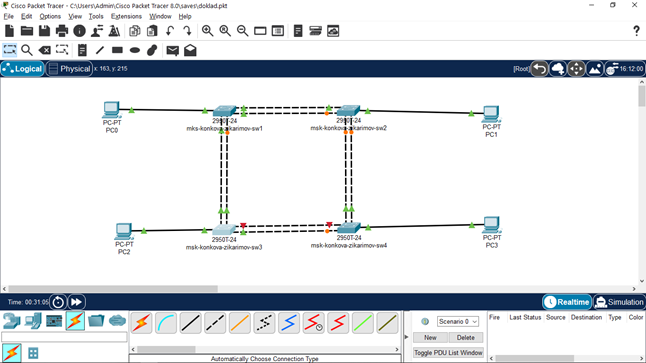 Cisco Packet Tracer - C:\Users\Admin\Cisco Packet Tracer 8.0\saves\doklad.pkt
File Edit Options View Tools Extensions Window Help
Logical Physical x: 163, y: 215 [Root] 16:12:00
PC-PT
PC0
2950T-24
mks-konkova-zikarimov-sw1
2950T-24
msk-konkova-zikarimov-sw2
PC-PT
PC1
PC-PT
PC2
2950T-24
msk-konkova-zikarimov-sw3
2950T-24
msk-konkova-zikarimov-sw4
PC-PT
PC3
Time: 00:31:05 Realtime Simulation
Scenario 0
New Delete
Toggle PDU List Window
Fire Last Status Source Destination Type Color
Automatically Choose Connection Type